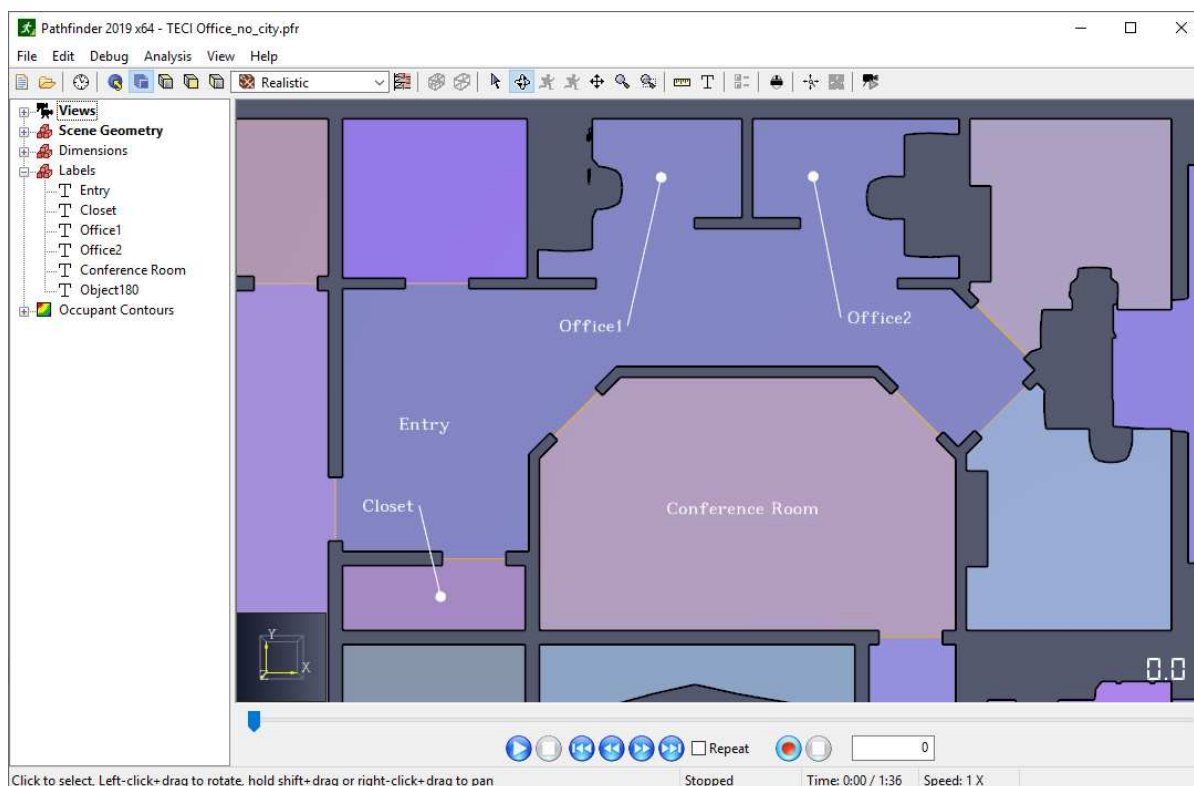 Pathfinder 2019 x64 - TECI Office_no_city.pfr
File Edit Debug Analysis View Help
Realistic
Views
Scene Geometry
Dimensions
Labels
Entry
Closet
Office1
Office2
Conference Room
Object180
Occupant Contours
Office1
Office2
Entry
Closet
Conference Room
Y
X
Z
0.0
Repeat
0
Click to select, Left-click+drag to rotate, hold shift+drag or right-click+drag to pan Stopped Time: 0:00 / 1:36 Speed: 1 X